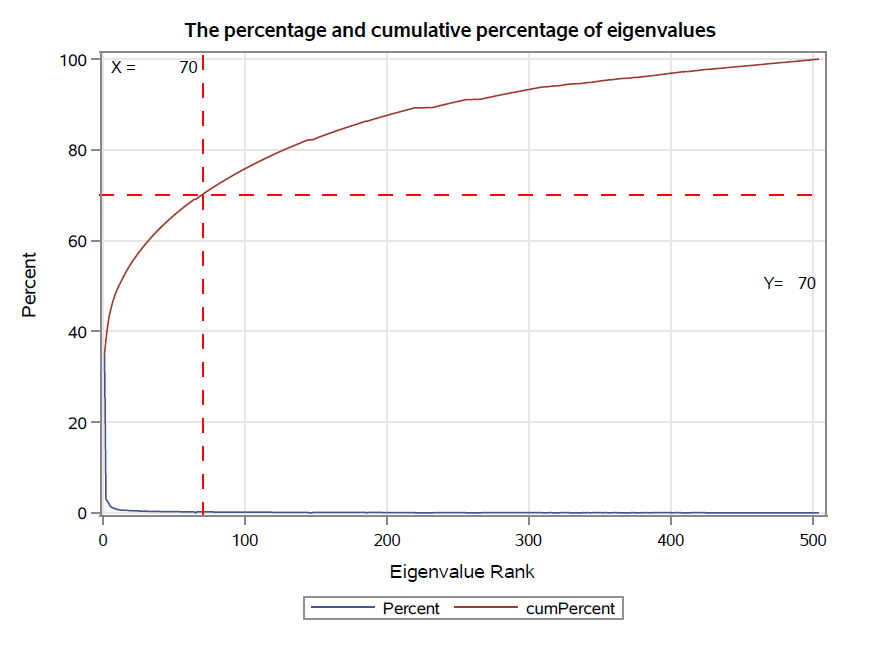 The percentage and cumulative percentage of eigenvalues
100
X = 70
80
60
Y= 70
40
20
0
Percent
0 100 200 300 400 500
Eigenvalue Rank
Percent cumPercent